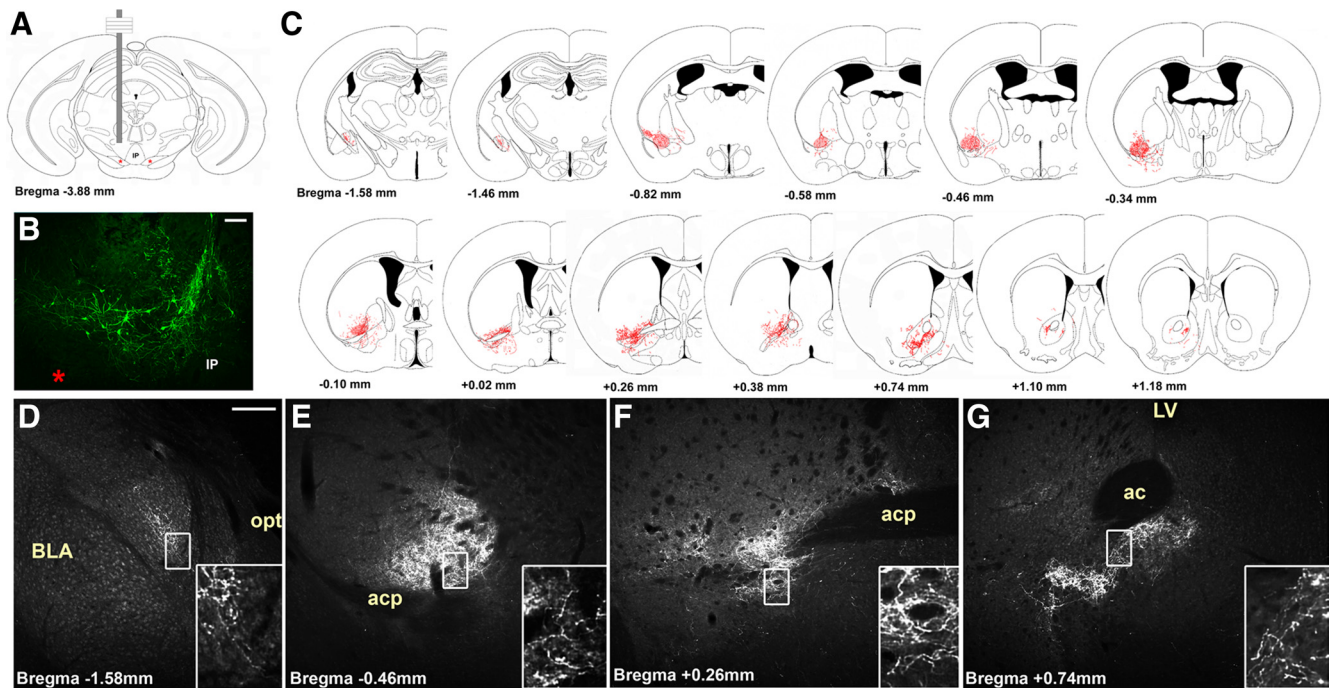 A
IP
* *
Bregma -3.88 mm
B
IP
*
C
Bregma -1.58 mm
-1.46 mm
-0.82 mm
-0.58 mm
-0.46 mm
-0.34 mm
-0.10 mm
+0.02 mm
+0.26 mm
+0.38 mm
+0.74 mm
+1.10 mm
+1.18 mm
D
BLA
opt
Bregma -1.58mm
E
acp
Bregma -0.46mm
F
acp
Bregma +0.26mm
G
LV
ac
Bregma +0.74mm